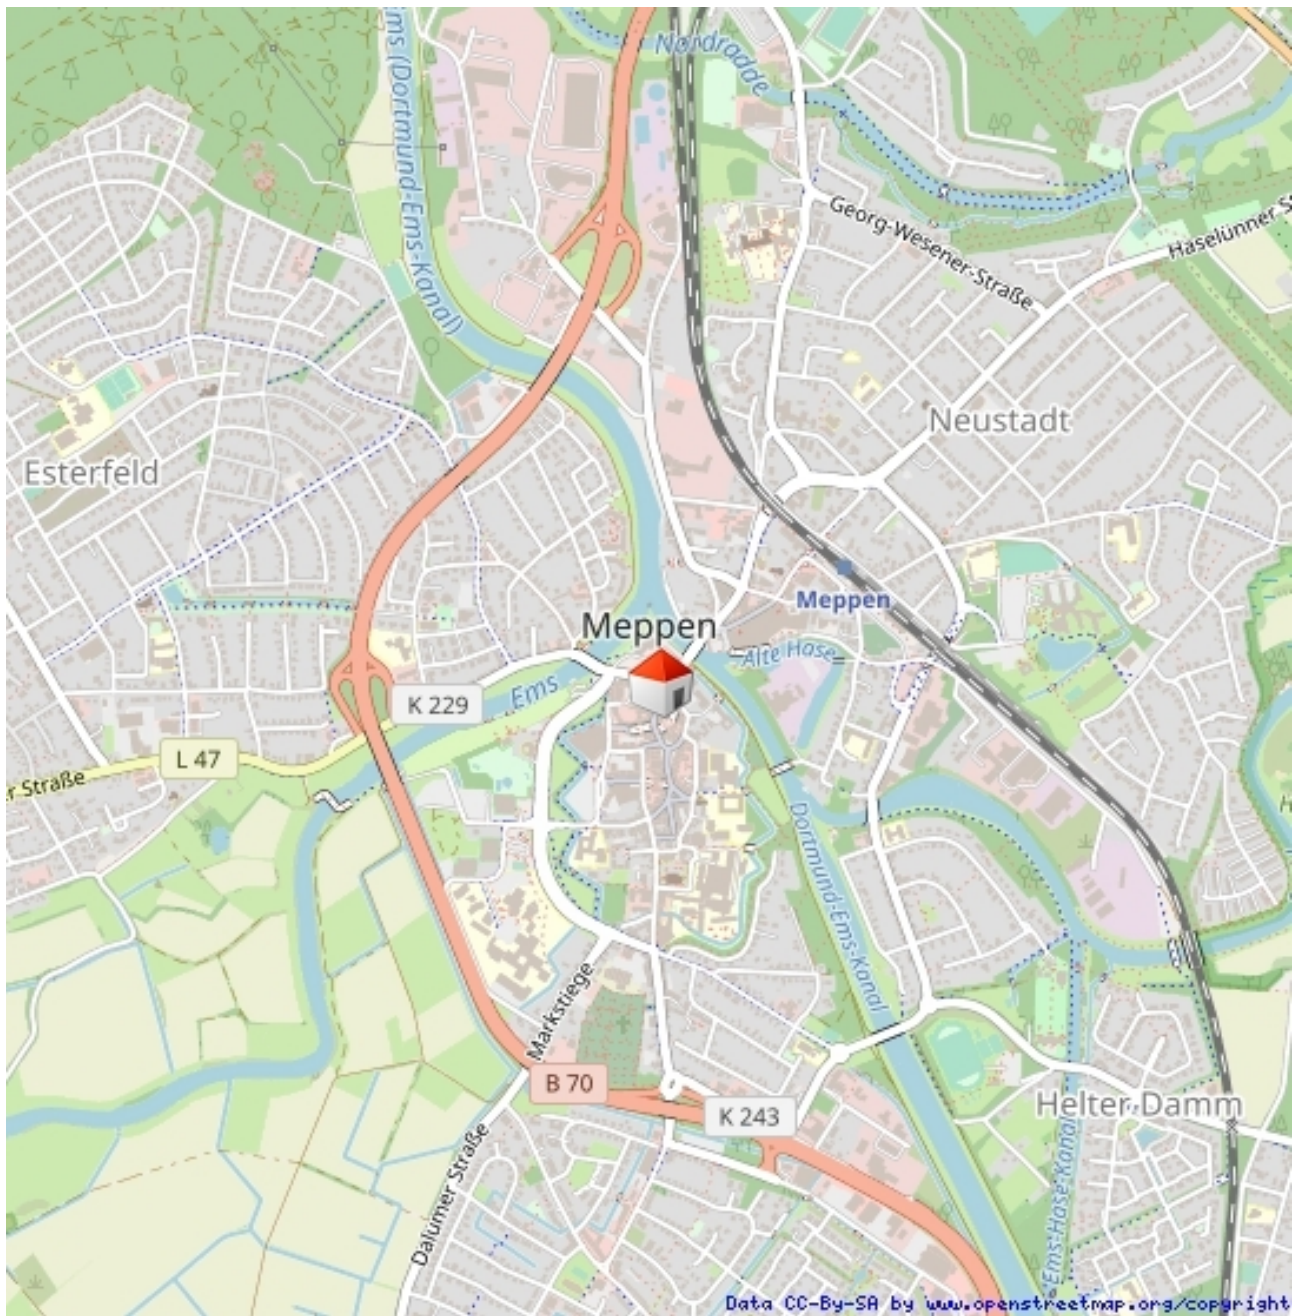 Nordradde
ms (Dortmund-Ems-Kanal)
Georg-Wesener-Straße
Haselünner S
Neustadt
Esterfeld
Meppen
Meppen
Alte Hase
Ems
K 229
L 47
er Straße
Dortmund-Ems-Kanal
H
Markstiege
B 70
K 243
Helter Damm
Dalumer Straße
Ems-Hase-Kanal
Data CC-By-SA by www.openstreetmap.org/copyright